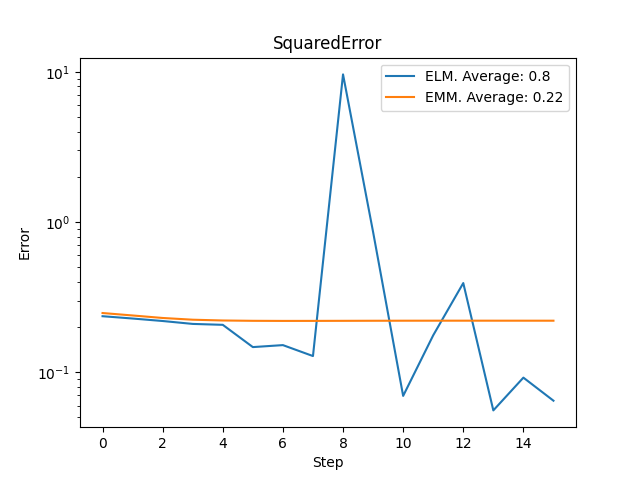 SquaredError
ELM. Average: 0.8
EMM. Average: 0.22
10¹
10⁰
10⁻¹
Error
0 2 4 6 8 10 12 14
Step